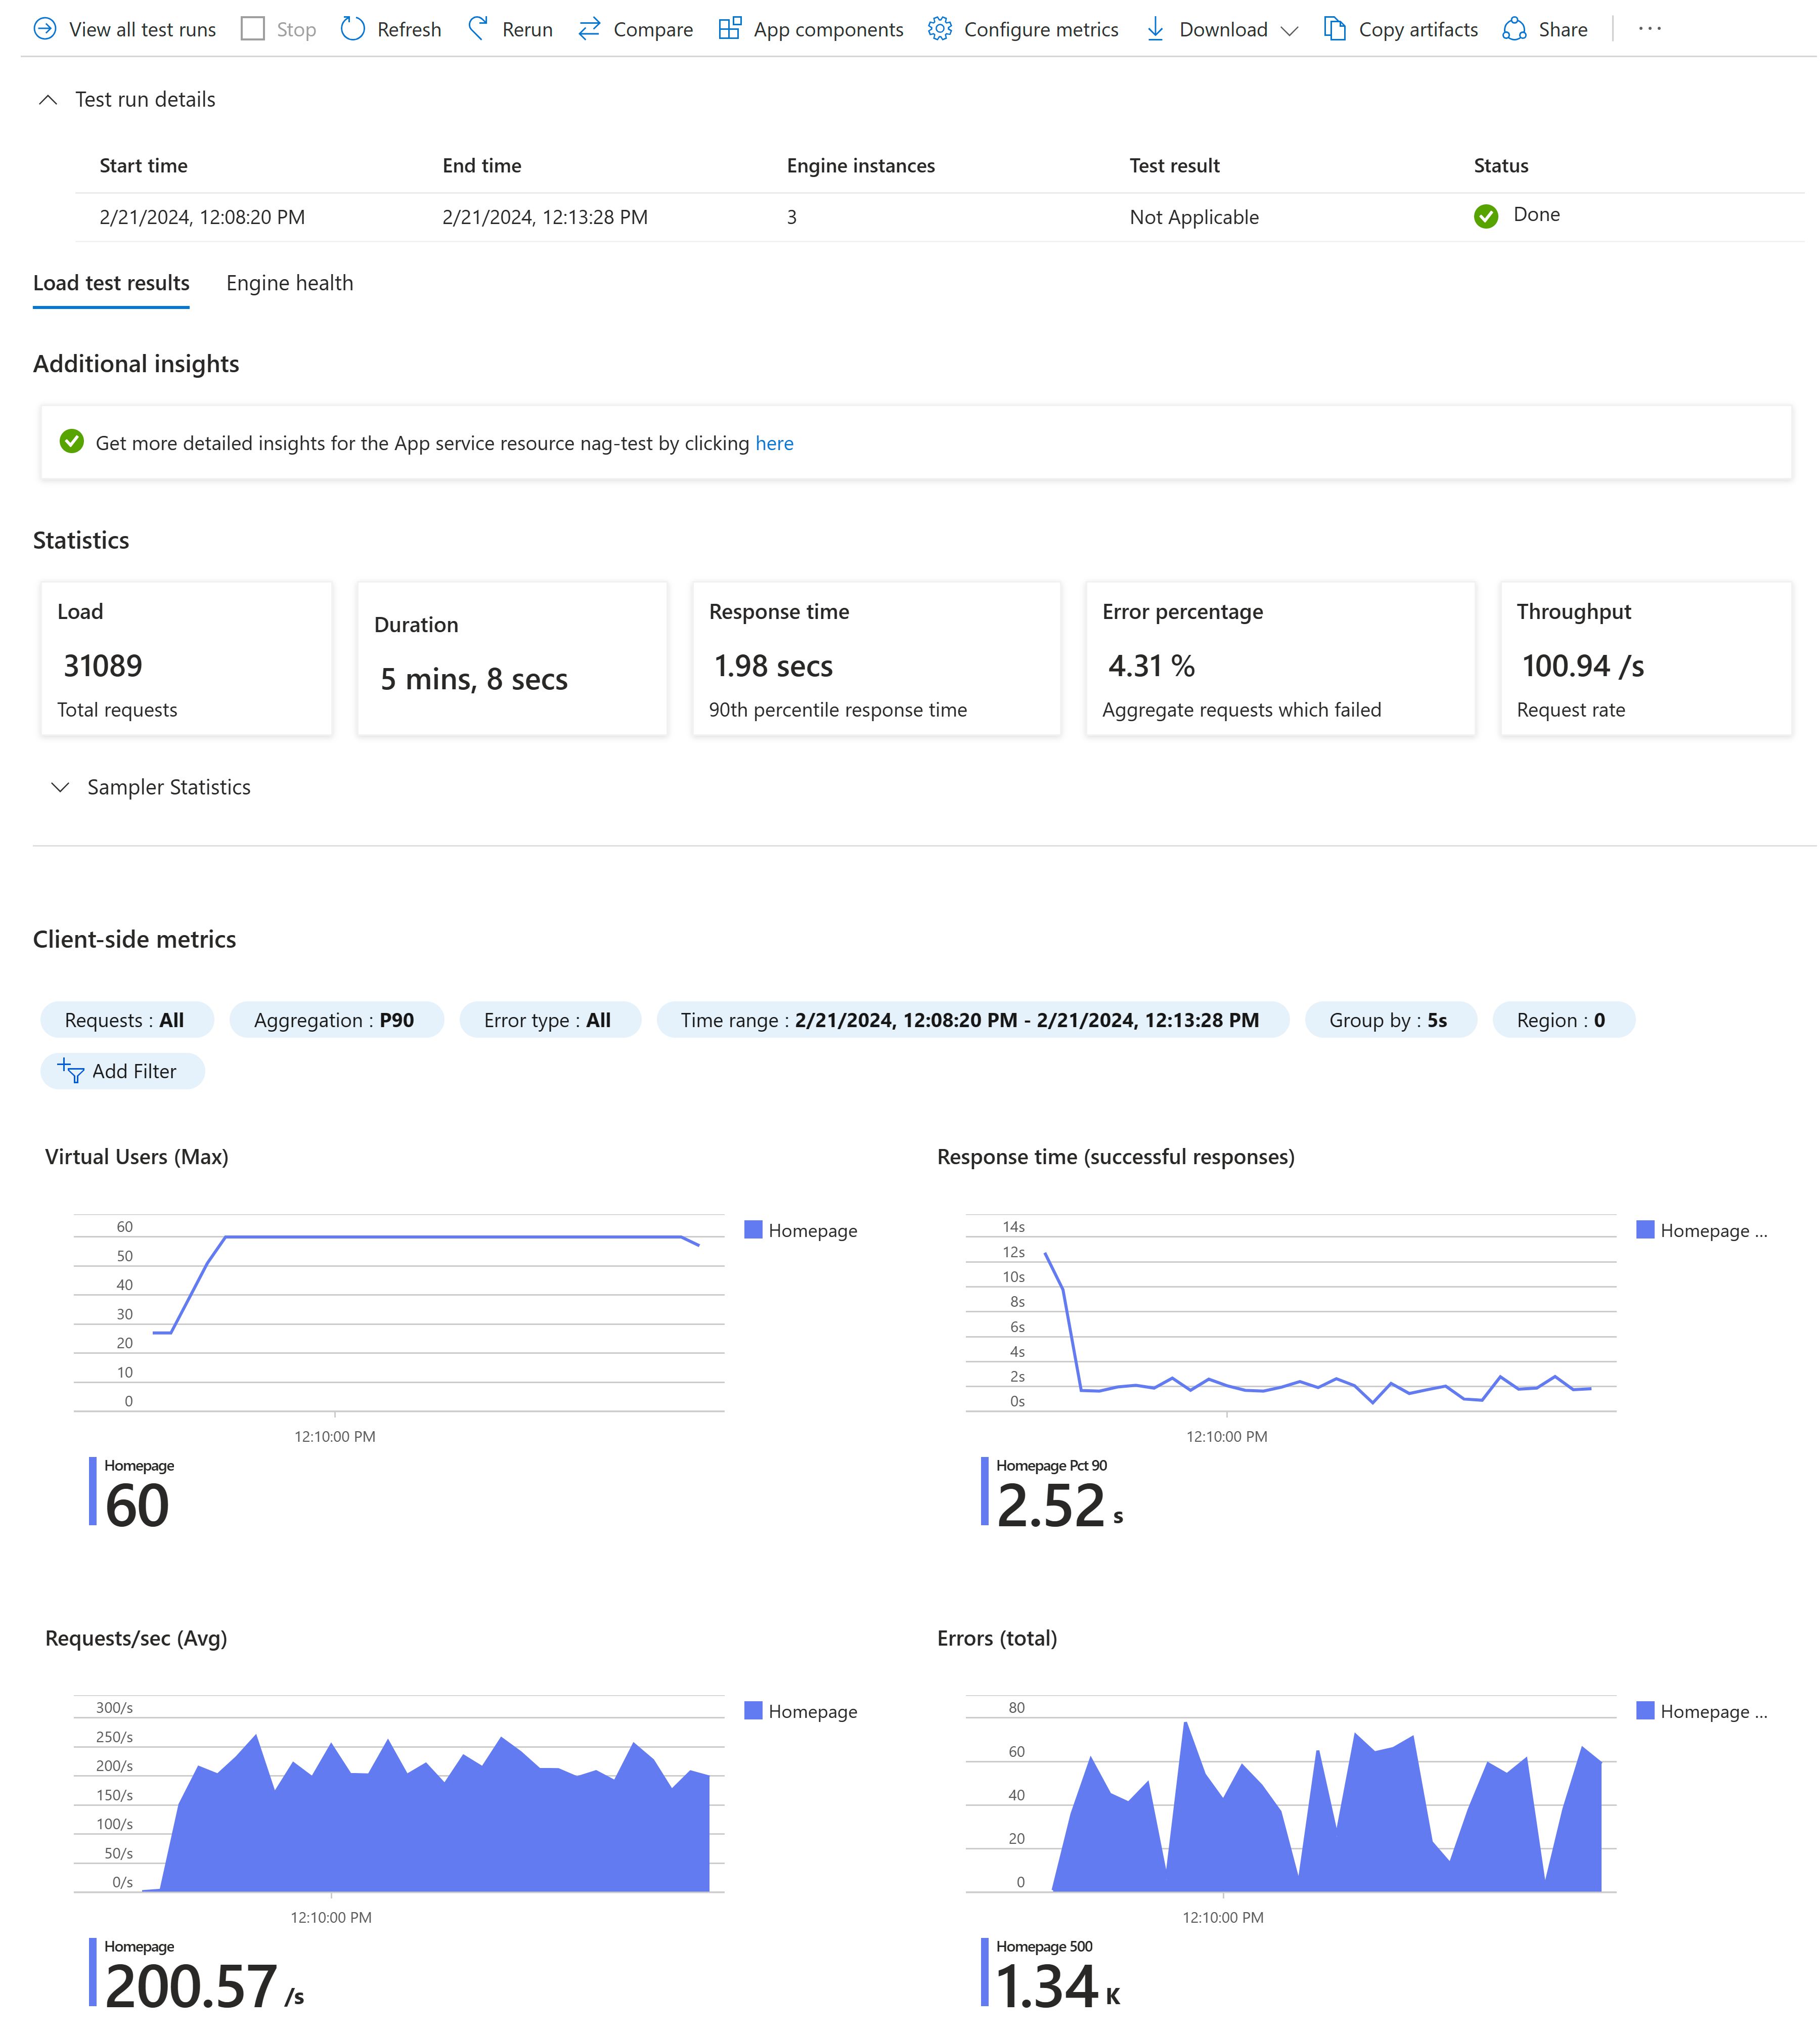 View all test runs Stop Refresh Rerun Compare App components Configure metrics Download Copy artifacts Share ...
Test run details
Start time End time Engine instances Test result Status
2/21/2024, 12:08:20 PM 2/21/2024, 12:13:28 PM 3 Not Applicable Done
Load test results Engine health
Additional insights
Get more detailed insights for the App service resource nag-test by clicking here
Statistics
Load
31089
Total requests
Duration
5 mins, 8 secs
Response time
1.98 secs
90th percentile response time
Error percentage
4.31 %
Aggregate requests which failed
Throughput
100.94 /s
Request rate
Sampler Statistics
Client-side metrics
Requests : All Aggregation : P90 Error type : All Time range : 2/21/2024, 12:08:20 PM - 2/21/2024, 12:13:28 PM Group by : 5s Region : 0
Add Filter
Virtual Users (Max)
60
50
40
30
20
10
0
12:10:00 PM
Homepage
Homepage
60
Response time (successful responses)
14s
12s
10s
8s
6s
4s
2s
0s
12:10:00 PM
Homepage ...
Homepage Pct 90
2.52 s
Requests/sec (Avg)
300/s
250/s
200/s
150/s
100/s
50/s
0/s
12:10:00 PM
Homepage
Homepage
200.57 /s
Errors (total)
80
60
40
20
0
12:10:00 PM
Homepage ...
Homepage 500
1.34 K